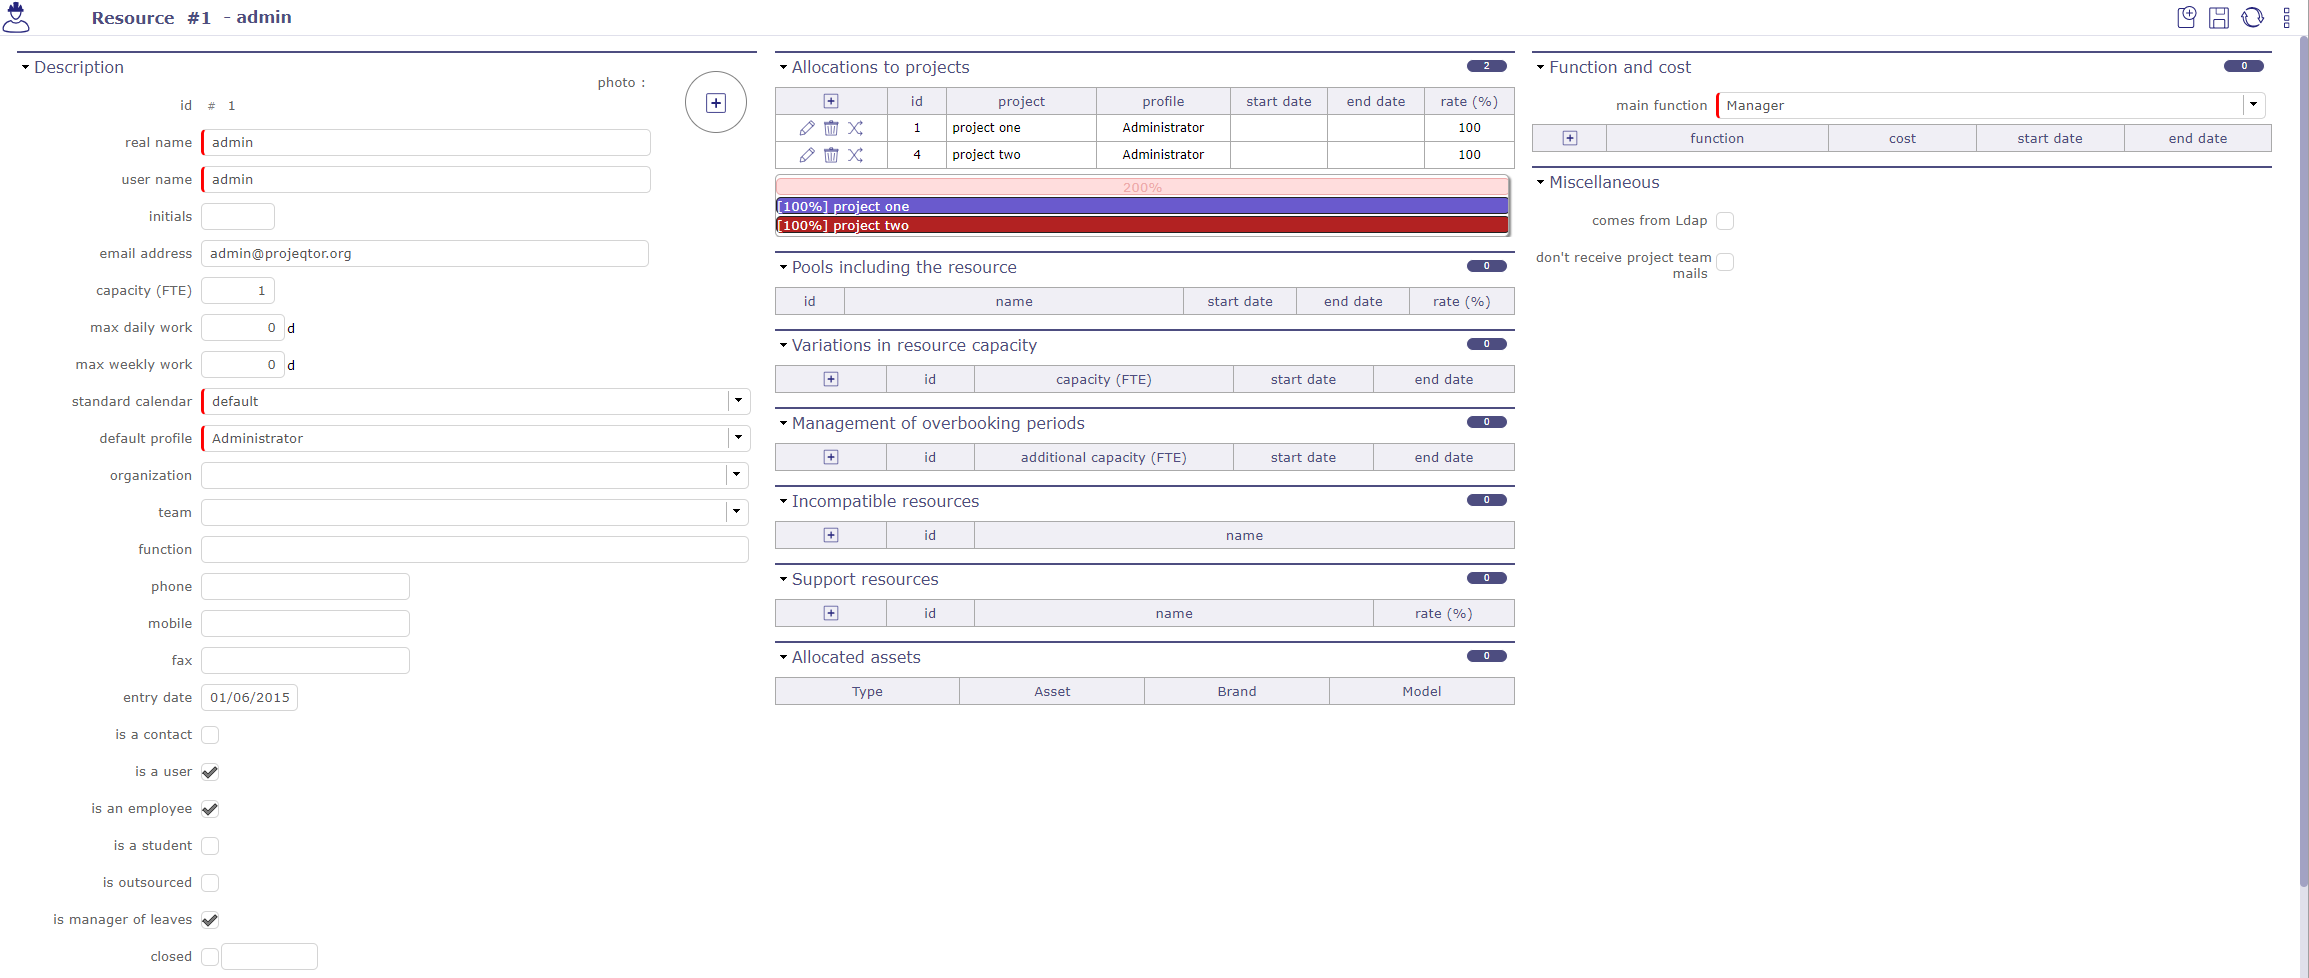 Resource #1 - admin
Description
photo :
id # 1
real name admin
user name admin
initials
email address admin@projeqtor.org
capacity (FTE) 1
max daily work 0 d
max weekly work 0 d
standard calendar default
default profile Administrator
organization
team
function
phone
mobile
fax
entry date 01/06/2015
is a contact
is a user
is an employee
is a student
is outsourced
is manager of leaves
closed
Allocations to projects 2
id project profile start date end date rate (%)
1 project one Administrator 100
4 project two Administrator 100
200%
[100%] project one
[100%] project two
Pools including the resource 0
id name start date end date rate (%)
Variations in resource capacity 0
id capacity (FTE) start date end date
Management of overbooking periods 0
id additional capacity (FTE) start date end date
Incompatible resources 0
id name
Support resources 0
id name rate (%)
Allocated assets 0
Type Asset Brand Model
Function and cost 0
main function Manager
function cost start date end date
Miscellaneous
comes from Ldap
don't receive project team
mails